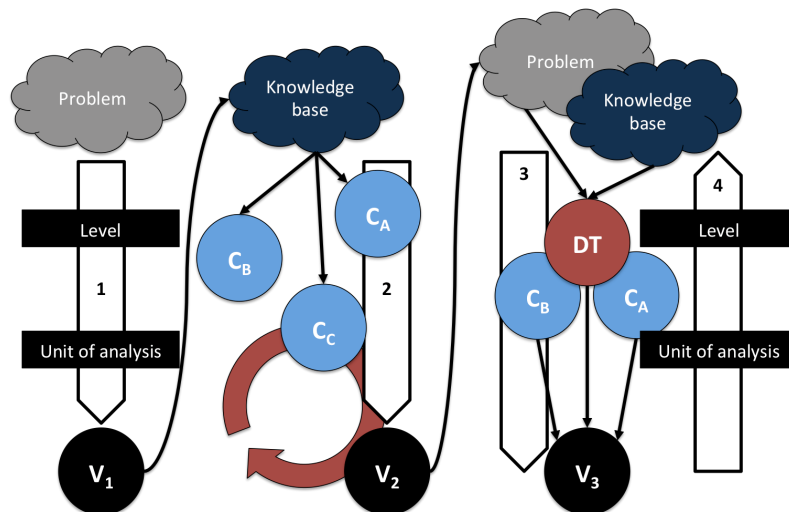 Problem
Level
1
Unit of analysis
V1
Knowledge
base
CA
CB
2
CC
V2
Problem
Knowledge
base
3
4
DT
Level
CB
CA
Unit of analysis
V3